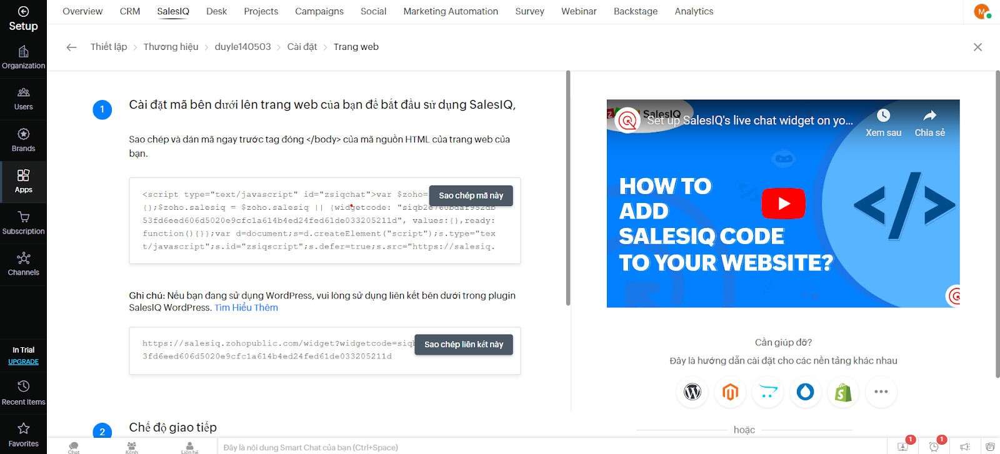 Setup
Organization
Users
Brands
Apps
Subscription
Channels
In Trial
UPGRADE
Recent Items
Favorites
Overview CRM SalesIQ Desk Projects Campaigns Social Marketing Automation Survey Webinar Backstage Analytics
M
Thiết lập > Thương hiệu > duyle140503 > Cài đặt > Trang web
1
Cài đặt mã bên dưới lên trang web của bạn để bắt đầu sử dụng SalesIQ,
Sao chép và dán mã ngay trước tag đóng </body> của mã nguồn HTML của trang web của
bạn.
<script type="text/javascript" id="zsiqchat">var $zoho=
Sao chép mã này
{};$zoho.salesiq = $zoho.salesiq || {widgetcode:
53fd6eed606d5020e9cfc1a614b4ed24fed61de033205211d", values:{},ready:
function(){}};var d=document;s=d.createElement("script");s.type="tex
t/javascript";s.id="zsiqscript";s.defer=true;s.src="https://salesiq.
Ghi chú: Nếu bạn đang sử dụng WordPress, vui lòng sử dụng liên kết bên dưới trong plugin
SalesIQ WordPress. Tìm Hiểu Thêm
https://salesiq.zohopublic.com/widget?widgetcode=siqb
Sao chép liên kết này
3fd6eed606d5020e9cfc1a614b4ed24fed61de033205211d
2
Chế độ giao tiếp
SalesIQ
Set up SalesIQ's live chat widget on yo...
Xem sau
Chia sẻ
HOW TO
ADD
SALESIQ CODE
TO YOUR WEBSITE?
</>
Cần giúp đỡ?
Đây là hướng dẫn cài đặt cho các nền tảng khác nhau
hoặc
Chat
Kênh
Liên hệ
Đây là nội dung Smart Chat của bạn (Ctrl+Space)
1
1